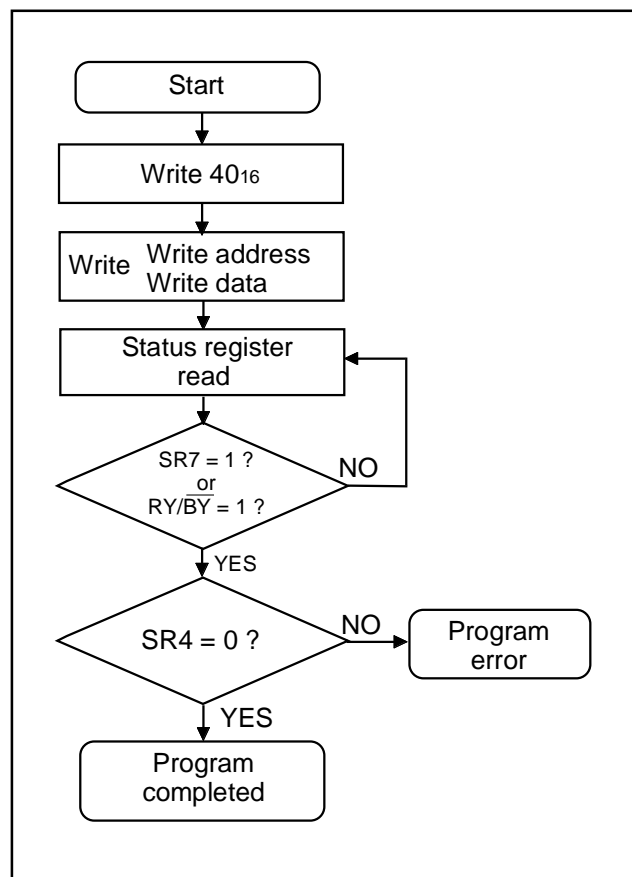 Start
Write 40₁₆
Write Write address
Write data
Status register
read
SR7 = 1 ?
or
RY/B̅Y̅ = 1 ?
NO
YES
SR4 = 0 ?
NO
Program
error
YES
Program
completed